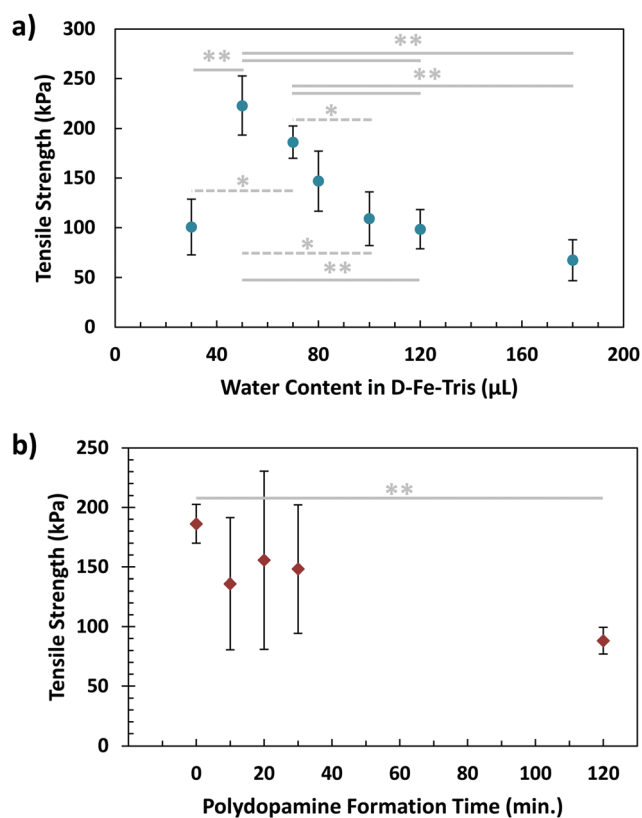 a)
Tensile Strength (kPa)
300
250
200
150
100
50
0
**
**
**
*
*
*
**
0 40 80 120 160 200
Water Content in D-Fe-Tris (µL)
b)
Tensile Strength (kPa)
250
200
150
100
50
0
**
0 20 40 60 80 100 120
Polydopamine Formation Time (min.)